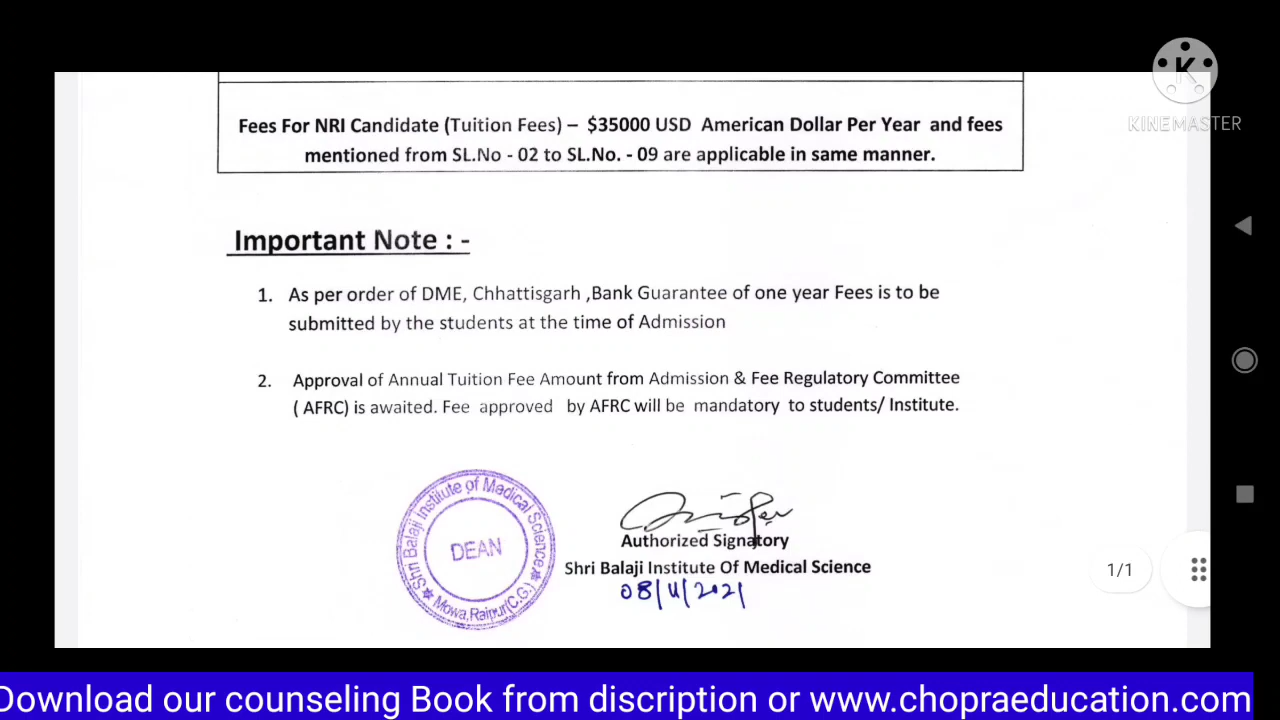 KINEMASTER
Fees For NRI Candidate (Tuition Fees) – $35000 USD American Dollar Per Year and fees
mentioned from SL.No - 02 to SL.No. - 09 are applicable in same manner.
Important Note : -
1. As per order of DME, Chhattisgarh ,Bank Guarantee of one year Fees is to be
submitted by the students at the time of Admission
2. Approval of Annual Tuition Fee Amount from Admission & Fee Regulatory Committee
( AFRC) is awaited. Fee approved by AFRC will be mandatory to students/ Institute.
Shri Balaji Institute of Medical Science
DEAN
Mowa, Raipur (C.G.)
Authorized Signatory
Shri Balaji Institute Of Medical Science
08/11/2021
1/1
Download our counseling Book from discription or www.chopraeducation.com